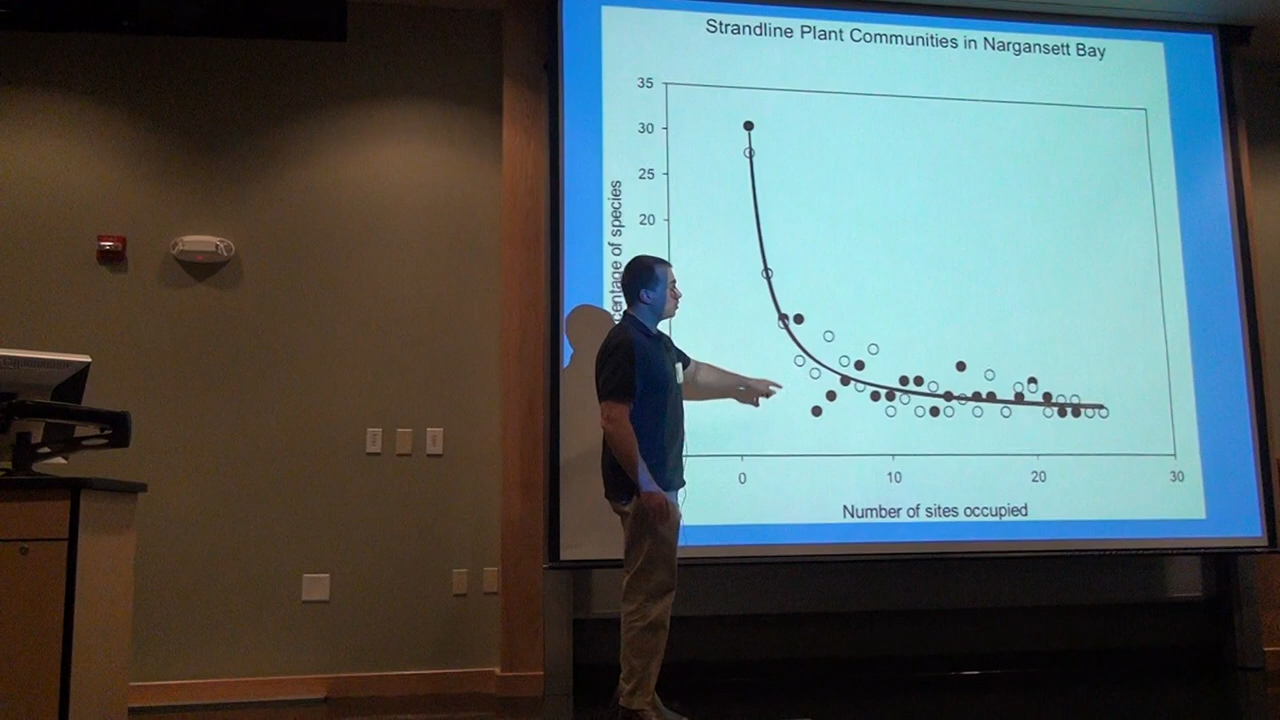 Strandline Plant Communities in Nargansett Bay
35
30
25
20
centage of species
0 10 20 30
Number of sites occupied